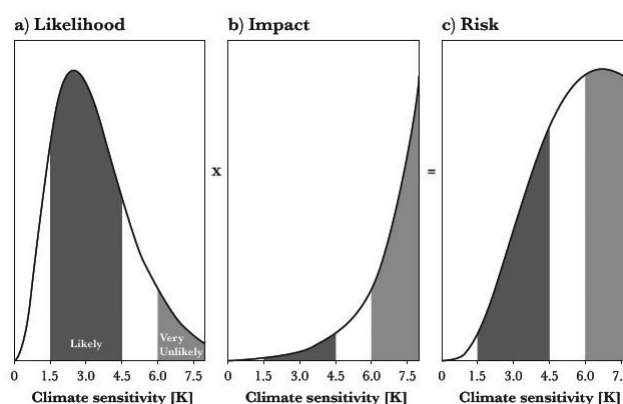 a) Likelihood
Likely
Very
Unlikely
0 1.5 3.0 4.5 6.0 7.5
Climate sensitivity [K]
x
b) Impact
0 1.5 3.0 4.5 6.0 7.5
Climate sensitivity [K]
=
c) Risk
0 1.5 3.0 4.5 6.0 7.5
Climate sensitivity [K]